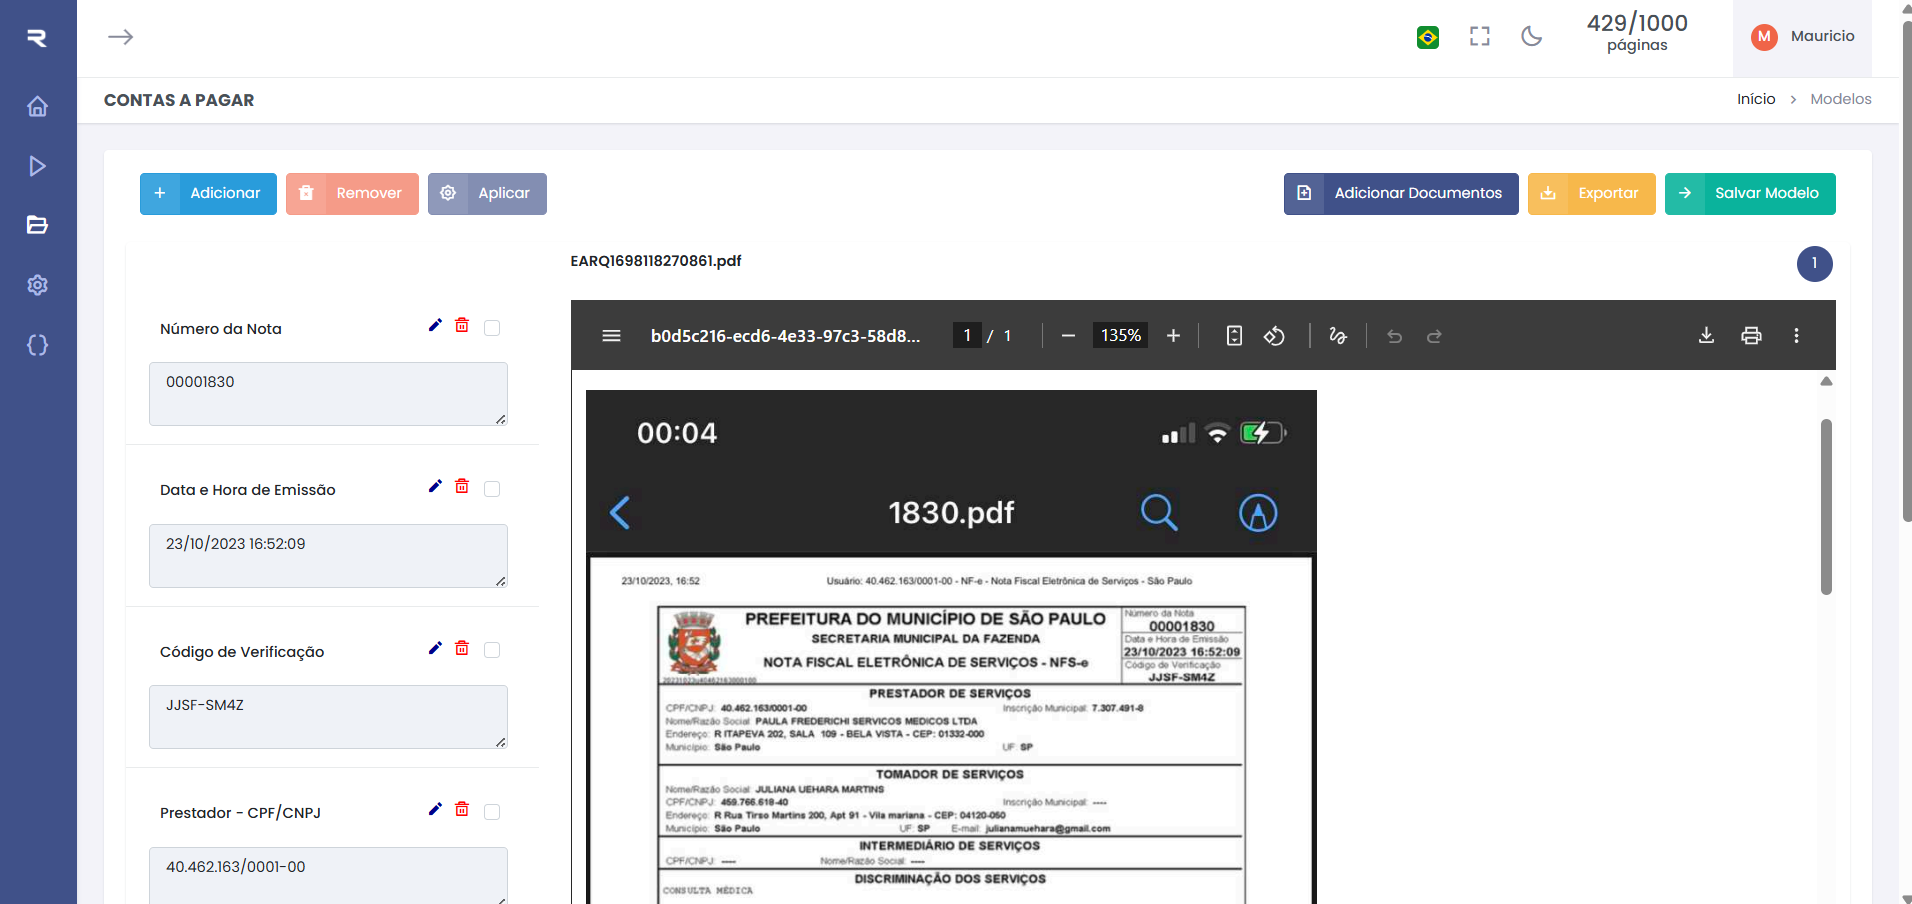 429/1000
páginas
M
Mauricio
CONTAS A PAGAR
Início > Modelos
+ Adicionar
Remover
Aplicar
Adicionar Documentos
Exportar
Salvar Modelo
EARQ1698118270861.pdf
1
Número da Nota
00001830
Data e Hora de Emissão
23/10/2023 16:52:09
Código de Verificação
JJSF-SM4Z
Prestador - CPF/CNPJ
40.462.163/0001-00
b0d5c216-ecd6-4e33-97c3-58d8...
1 / 1
135%
00:04
1830.pdf
23/10/2023, 16:52
Usuário: 40.462.163/0001-00 - NF-e - Nota Fiscal Eletrônica de Serviços - São Paulo
PREFEITURA DO MUNICÍPIO DE SÃO PAULO
SECRETARIA MUNICIPAL DA FAZENDA
NOTA FISCAL ELETRÔNICA DE SERVIÇOS - NFS-e
Número da Nota
00001830
Data e Hora de Emissão
23/10/2023 16:52:09
Código de Verificação
JJSF-SM4Z
PRESTADOR DE SERVIÇOS
CPF/CNPJ: 40.462.163/0001-00 Inscrição Municipal: 7.307.491-8
Nome/Razão Social: PAULA FREDERICHI SERVICOS MEDICOS LTDA
Endereço: R ITAPEVA 202, SALA 109 - BELA VISTA - CEP: 01332-000
Município: São Paulo UF: SP
TOMADOR DE SERVIÇOS
Nome/Razão Social: JULIANA UEHARA MARTINS
CPF/CNPJ: 459.766.618-40 Inscrição Municipal: ----
Endereço: R Rua Tirso Martins 200, Apt 91 - Vila mariana - CEP: 04120-050
Município: São Paulo UF: SP E-mail: julianamuehara@gmail.com
INTERMEDIÁRIO DE SERVIÇOS
CPF/CNPJ: ---- Nome/Razão Social: ----
DISCRIMINAÇÃO DOS SERVIÇOS
CONSULTA MÉDICA